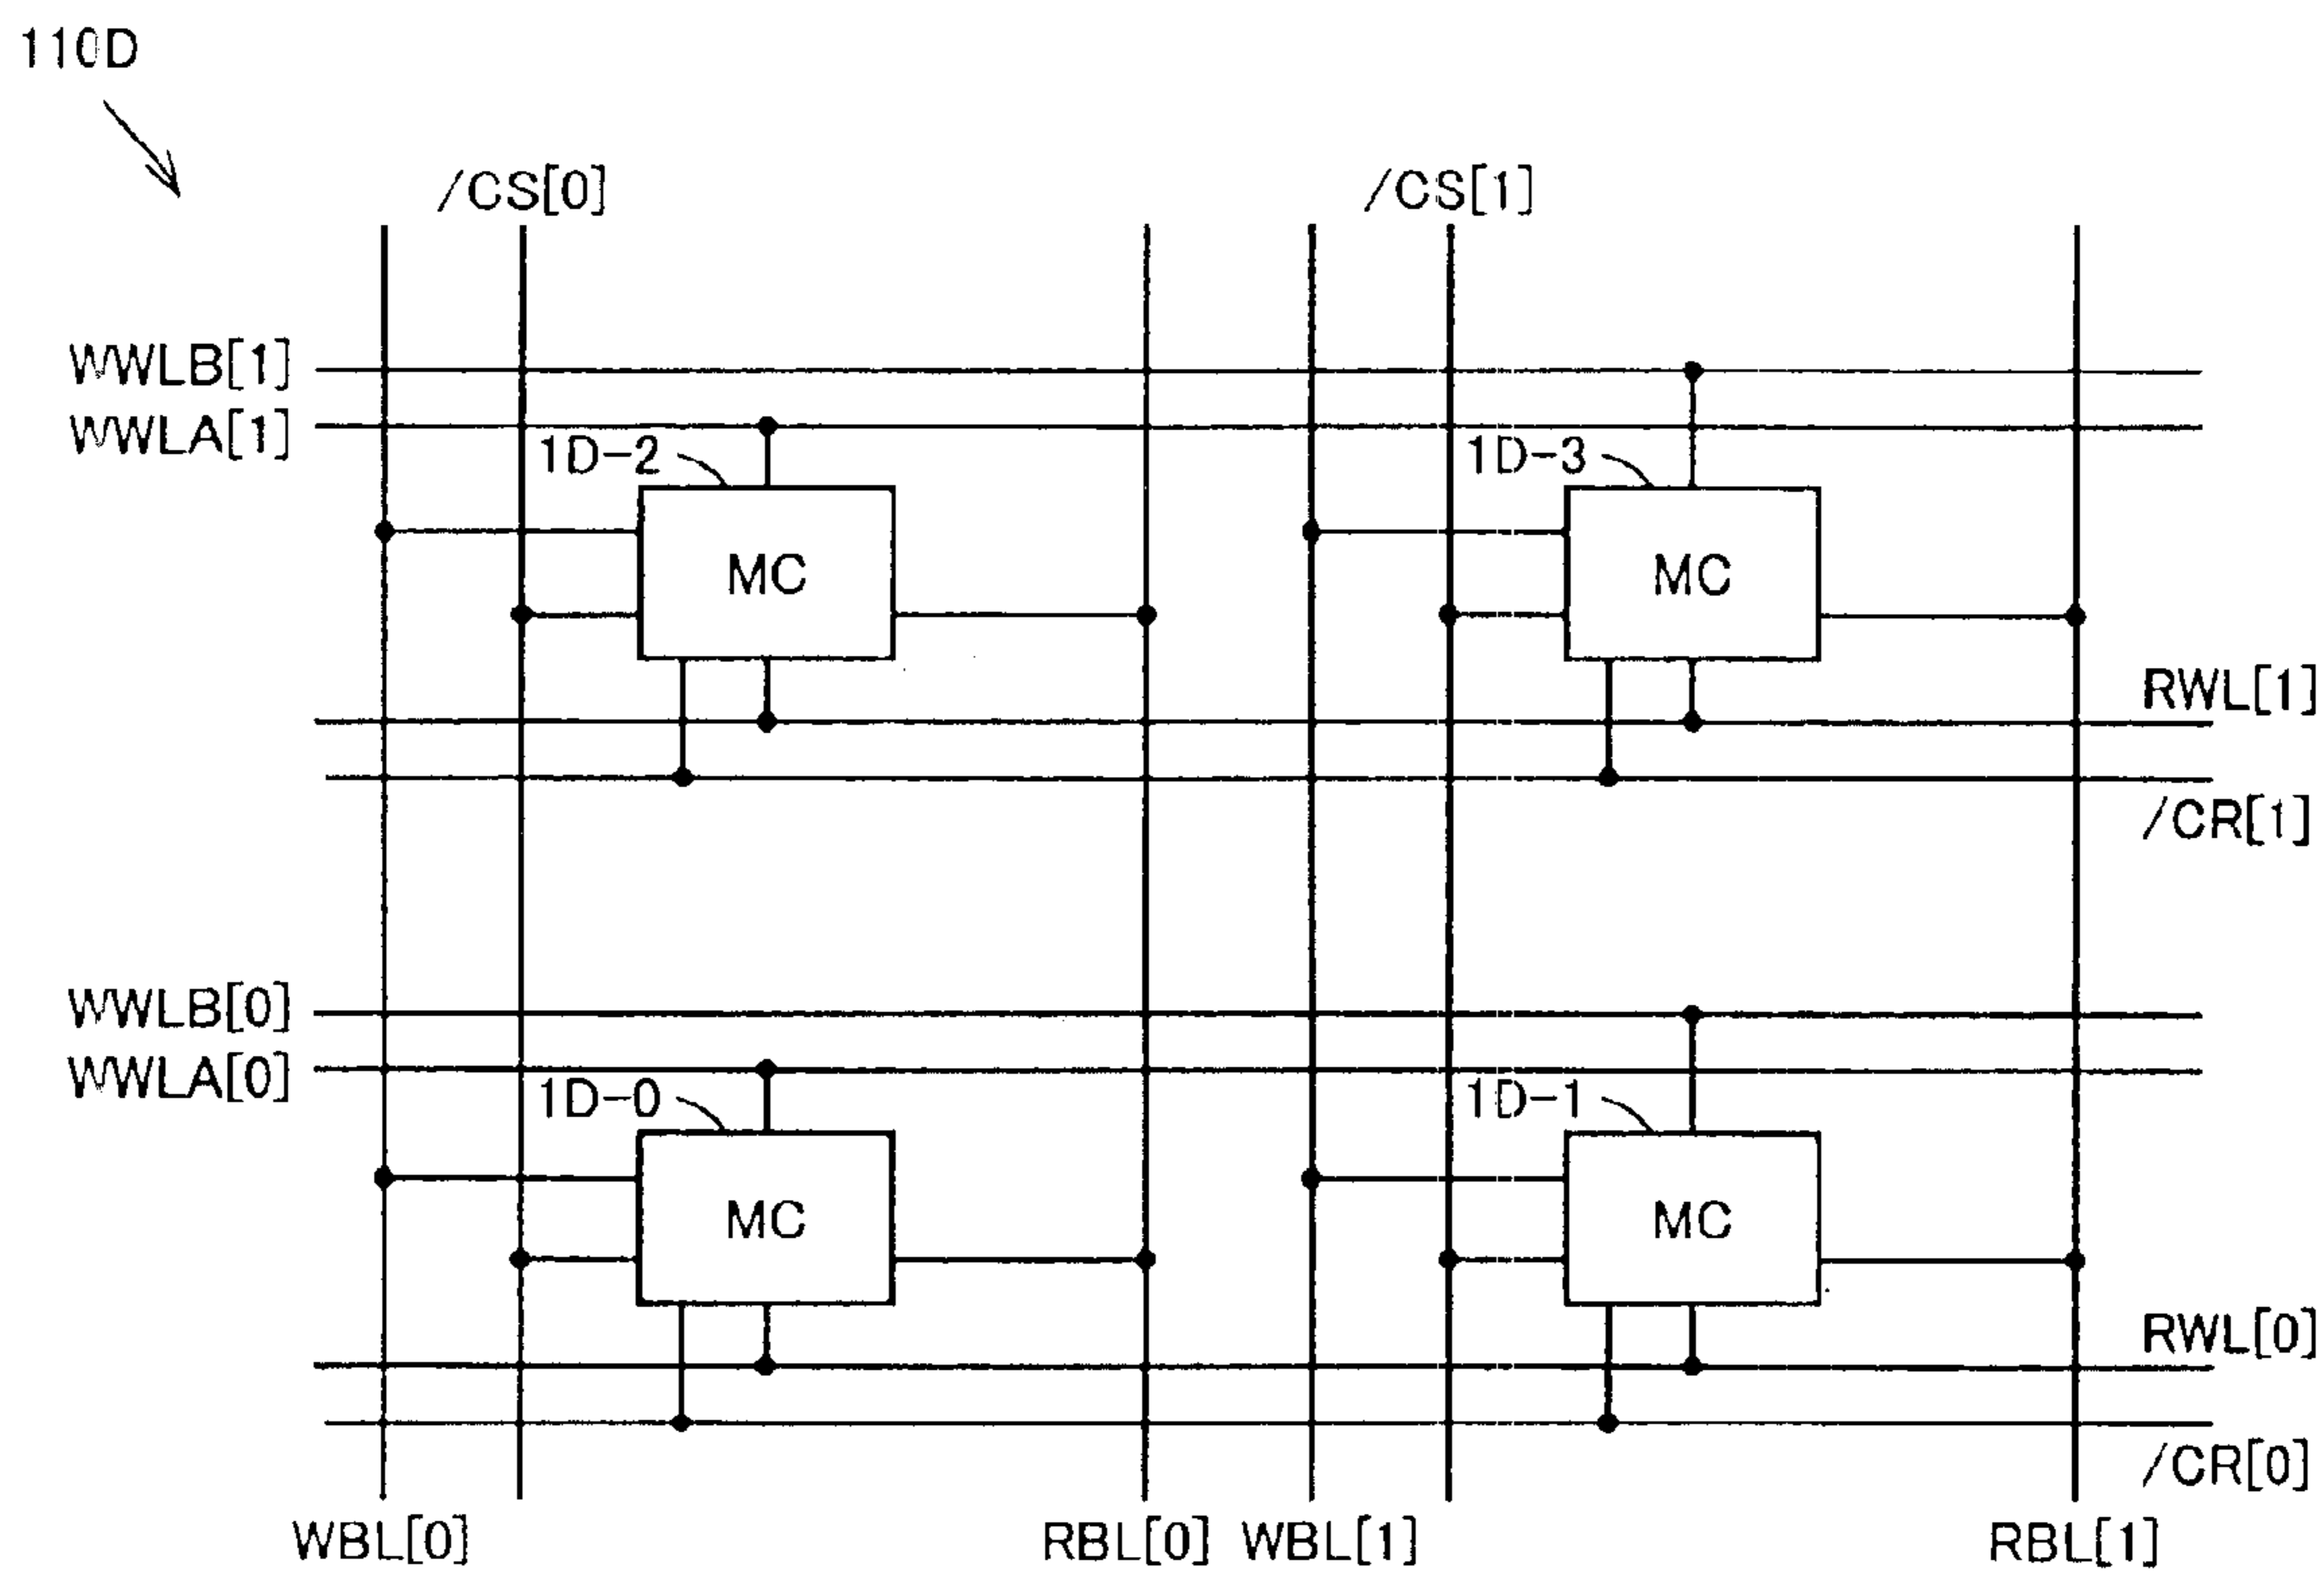 110D
/CS[0] /CS[1]
WWLB[1]
WWLA[1]
1D-2 1D-3
MC MC
RWL[1]
/CR[1]
WWLB[0]
WWLA[0]
1D-0 1D-1
MC MC
RWL[0]
/CR[0]
WBL[0] RBL[0] WBL[1] RBL[1]